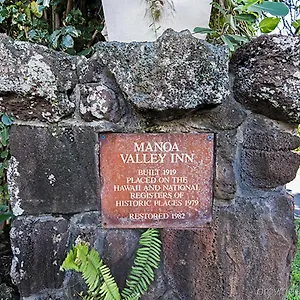 MANOA
VALLEY INN
BUILT 1919
PLACED ON THE
HAWAII AND NATIONAL
REGISTERS OF
HISTORIC PLACES 1979
RESTORED 1982